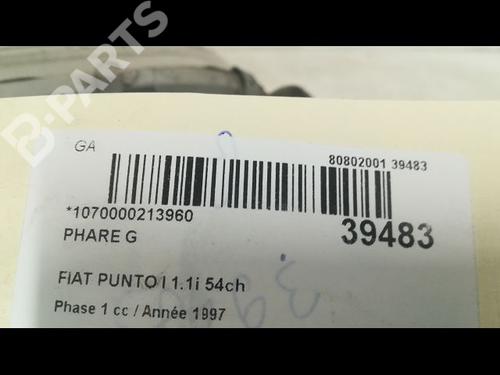 GA
80802001 39483
*1070000213960
39483
PHARE G
FIAT PUNTO I 1.1i 54ch
Phase 1 cc / Année 1997
B-PARTS